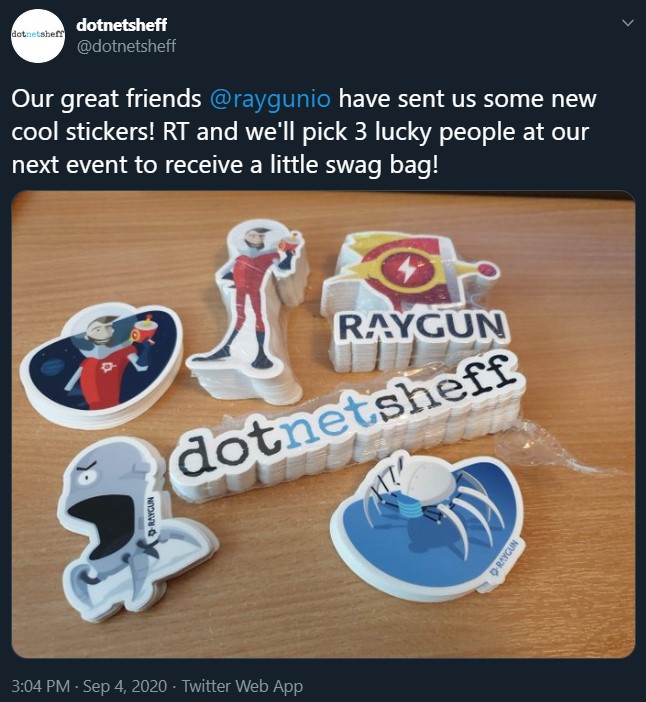 dotnetsheff
dotnetsheff
@dotnetsheff
Our great friends @raygunio have sent us some new
cool stickers! RT and we'll pick 3 lucky people at our
next event to receive a little swag bag!
RAYGUN
dotnetsheff
HI!
RAYGUN
RAYGUN
3:04 PM · Sep 4, 2020 · Twitter Web App